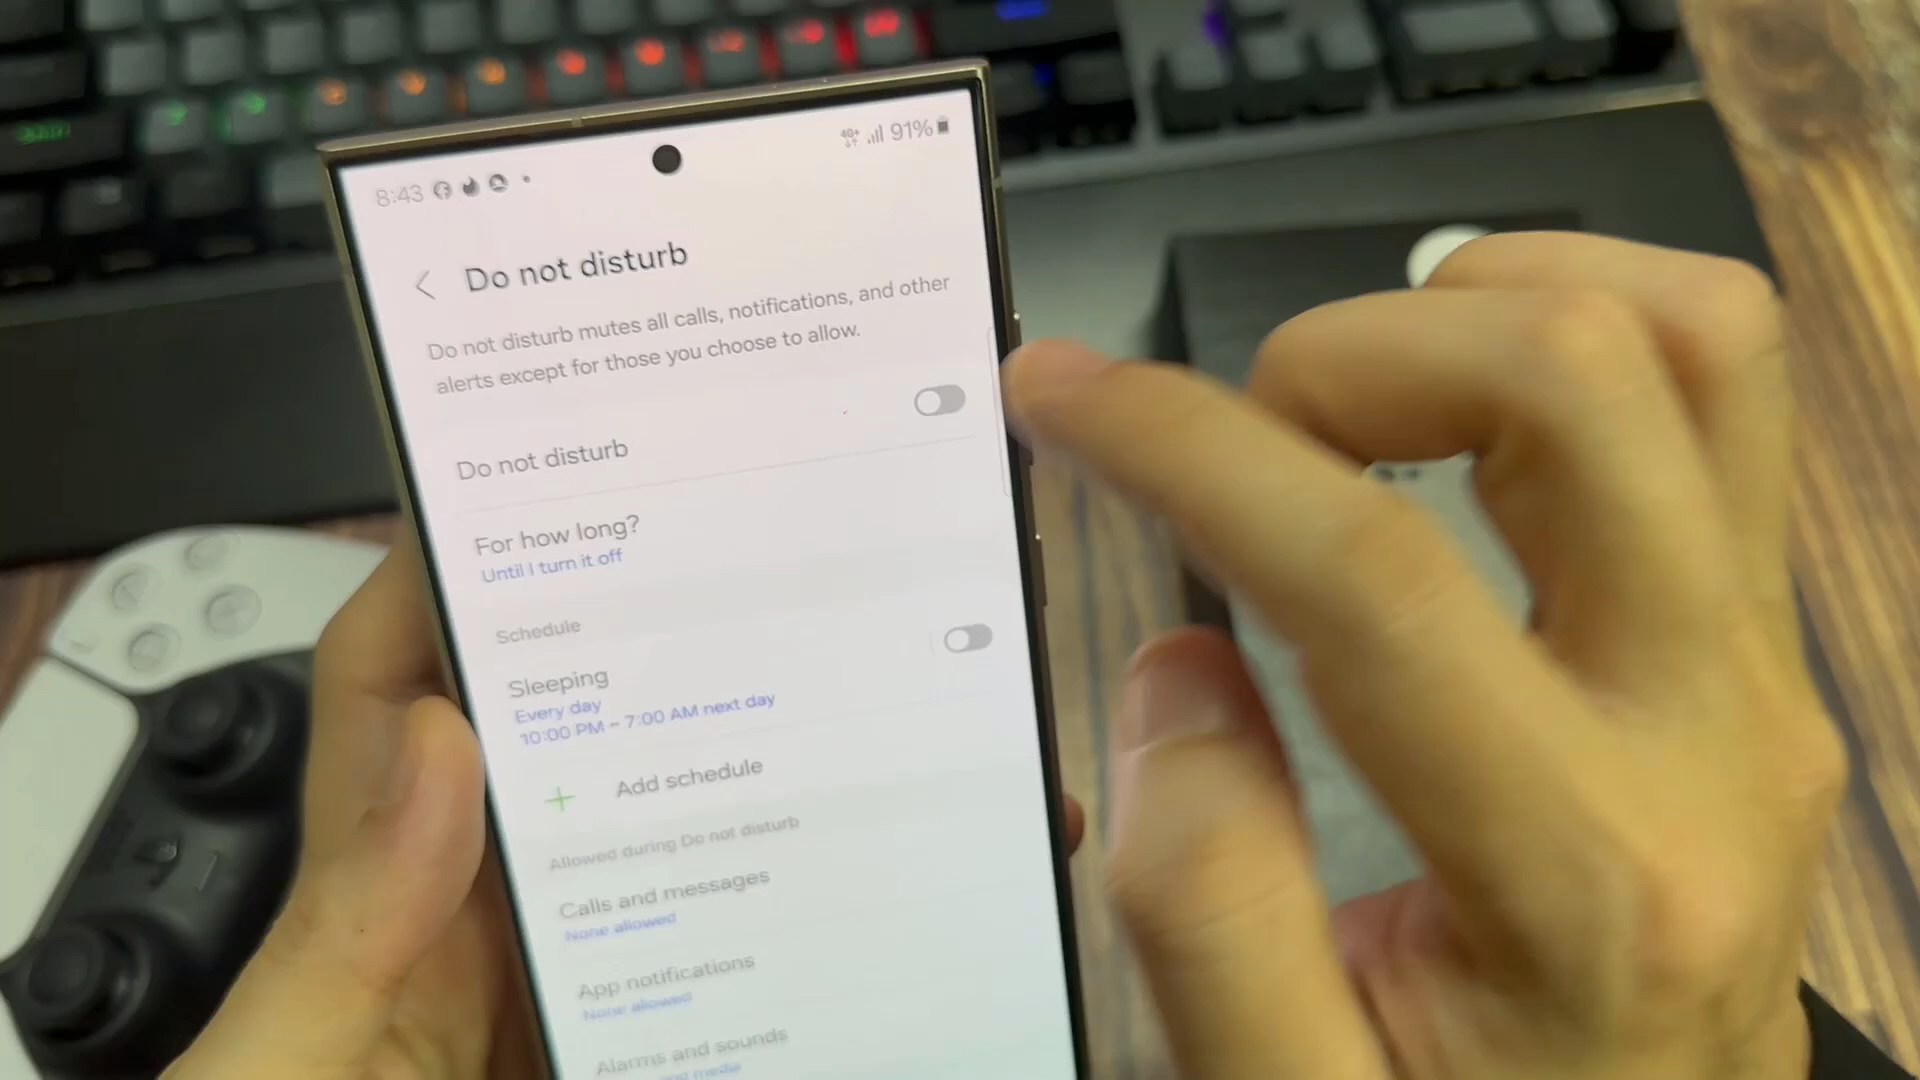 8:43
4G+ 91%
Do not disturb
Do not disturb mutes all calls, notifications, and other
alerts except for those you choose to allow.
Do not disturb
For how long?
Until I turn it off
Schedule
Sleeping
Every day
10:00 PM ~ 7:00 AM next day
Add schedule
Allowed during Do not disturb
Calls and messages
None allowed
App notifications
None allowed
Alarms and sounds
and media